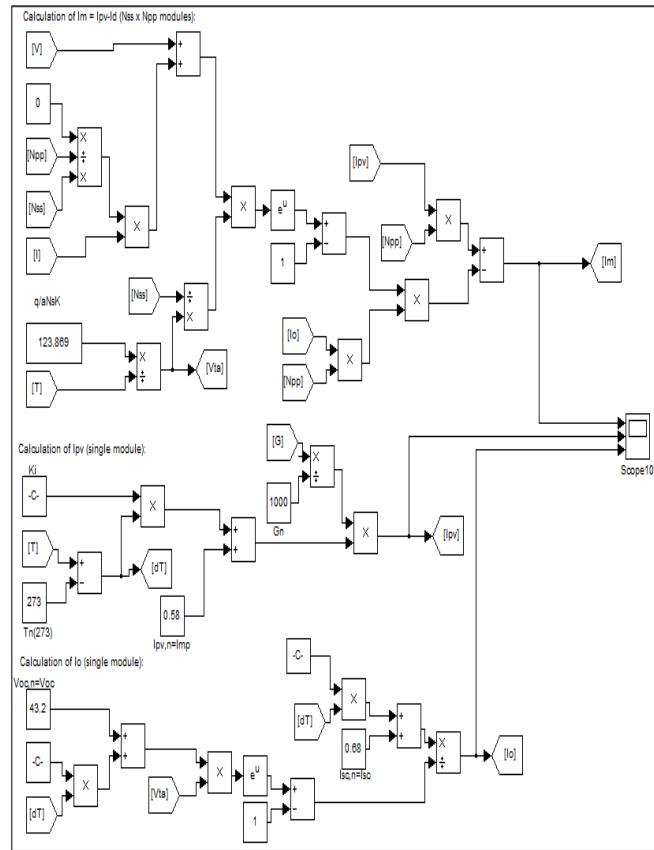 Calculation of Im = Ipv-Id (Nss x Npp modules):
[V]
+
+
0
[Npp]
[Nss]
×
÷
×
[I]
×
×
e^u
1
+
−
[Ipv]
[Npp]
×
+
−
[Im]
q/aNsK
[Nss]
÷
×
123.869
[T]
×
÷
[Vta]
[Io]
[Npp]
×
×
Calculation of Ipv (single module):
Ki
-C-
×
[T]
+
−
[dT]
273
Tn(273)
+
+
0.58
Ipv,n=Imp
[G]
×
÷
1000
Gn
×
[Ipv]
Scope10
Calculation of Io (single module):
Voc,n=Voc
43.2
+
+
-C-
[dT]
×
[Vta]
×
e^u
1
+
−
-C-
[dT]
×
+
+
0.68
Isc,n=Isc
×
÷
[Io]